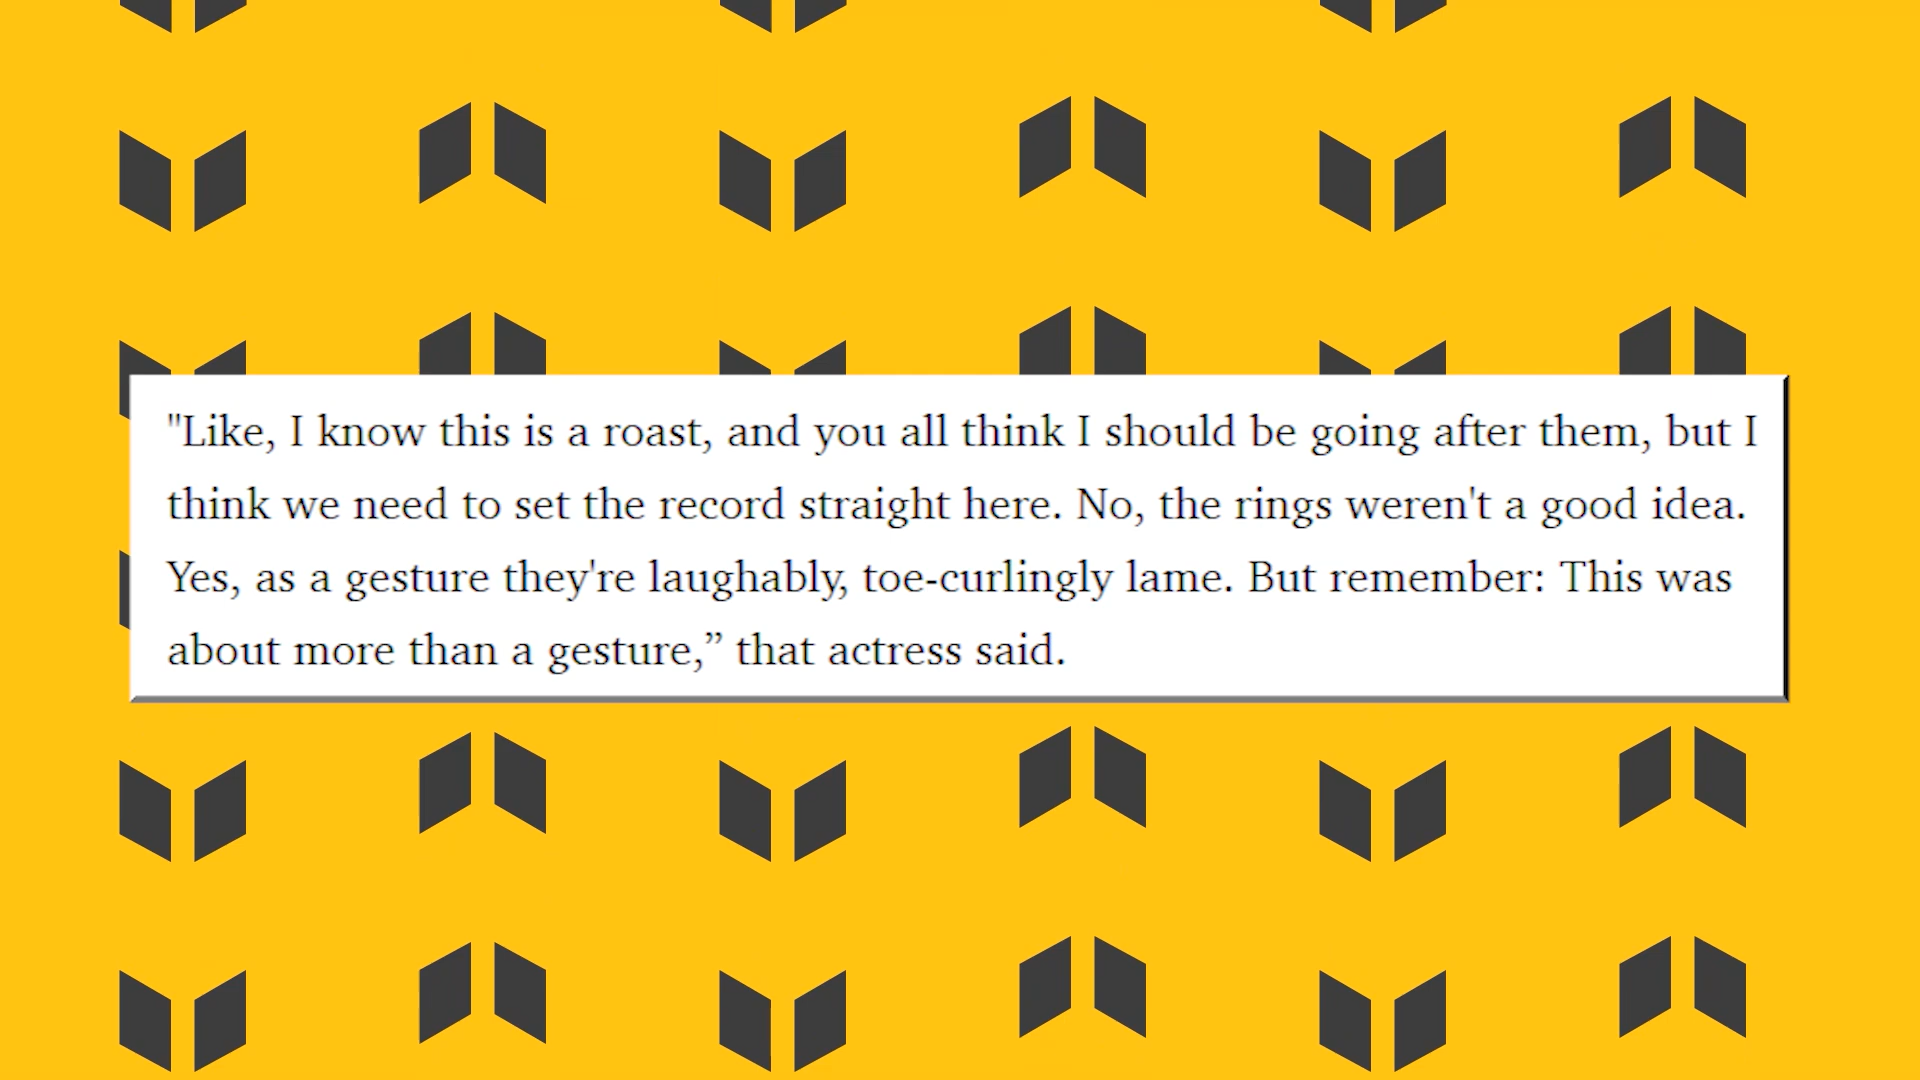 "Like, I know this is a roast, and you all think I should be going after them, but I
think we need to set the record straight here. No, the rings weren't a good idea.
Yes, as a gesture they're laughably, toe-curlingly lame. But remember: This was
about more than a gesture,” that actress said.